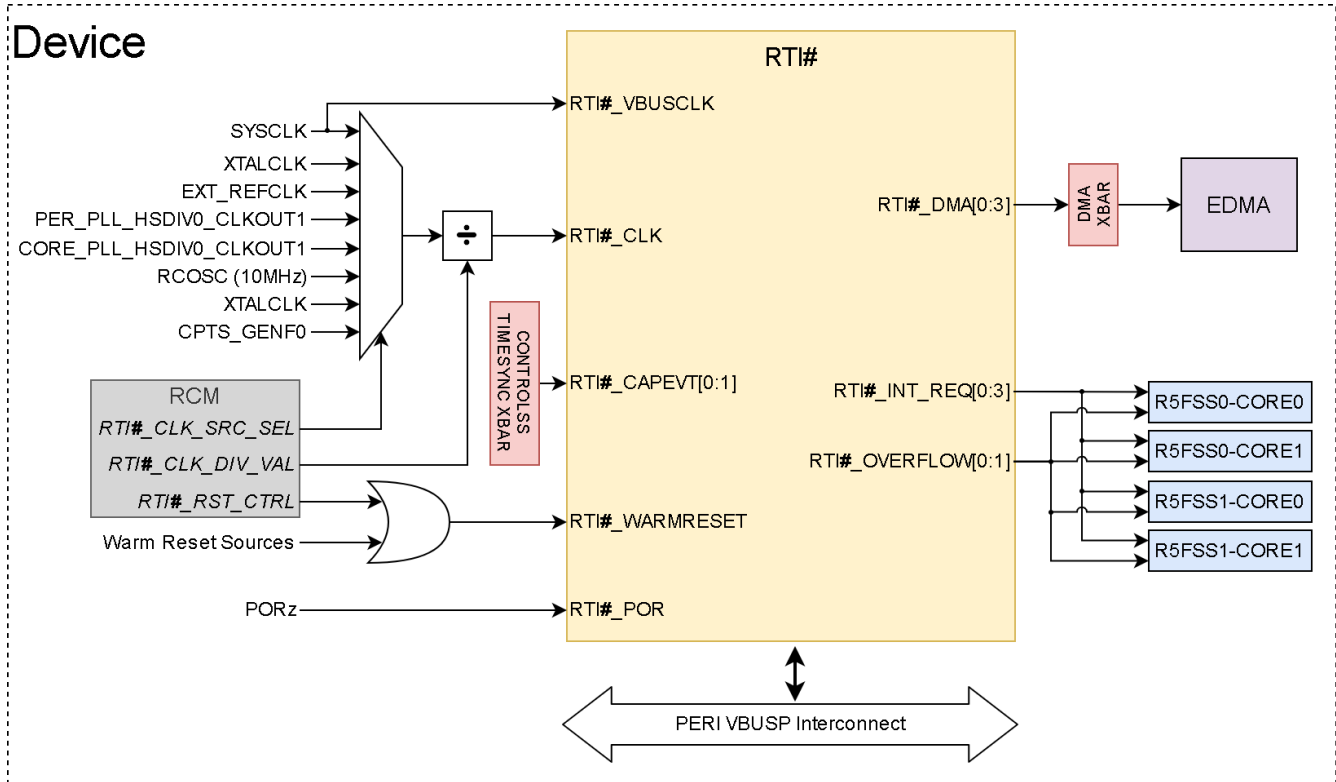 Device
RTI#
SYSCLK
XTALCLK
EXT_REFCLK
PER_PLL_HSDIV0_CLKOUT1
CORE_PLL_HSDIV0_CLKOUT1
RCOSC (10MHz)
XTALCLK
CPTS_GENF0
÷
RCM
RTI#_CLK_SRC_SEL
RTI#_CLK_DIV_VAL
RTI#_RST_CTRL
Warm Reset Sources
PORz
CONTROLSS
TIMESYNC XBAR
RTI#_VBUSCLK
RTI#_CLK
RTI#_CAPEVT[0:1]
RTI#_WARMRESET
RTI#_POR
RTI#_DMA[0:3]
RTI#_INT_REQ[0:3]
RTI#_OVERFLOW[0:1]
DMA
XBAR
EDMA
R5FSS0-CORE0
R5FSS0-CORE1
R5FSS1-CORE0
R5FSS1-CORE1
PERI VBUSP Interconnect